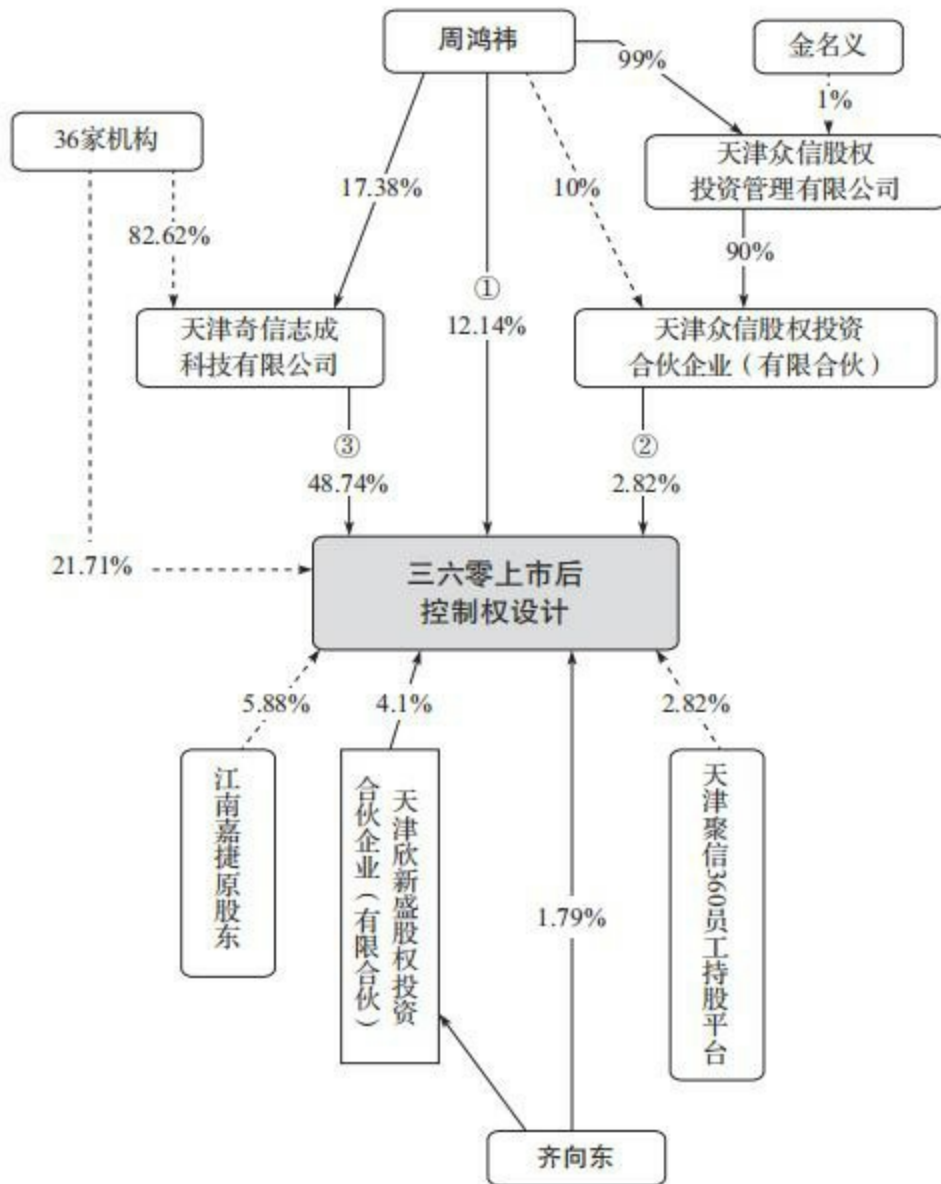 周鸿祎
99%
金名义
1%
36家机构
天津众信股权
投资管理有限公司
17.38%
10%
82.62%
90%
①
12.14%
天津奇信志成
科技有限公司
天津众信股权投资
合伙企业（有限合伙）
③
48.74%
②
2.82%
21.71%
三六零上市后
控制权设计
5.88%
4.1%
2.82%
江南嘉捷原股东
天津欣新盛股权投资
合伙企业（有限合伙）
1.79%
天津聚信360员工持股平台
齐向东